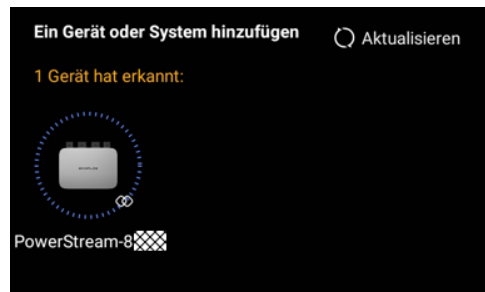 Ein Gerät oder System hinzufügen
Aktualisieren
1 Gerät hat erkannt:
PowerStream-8